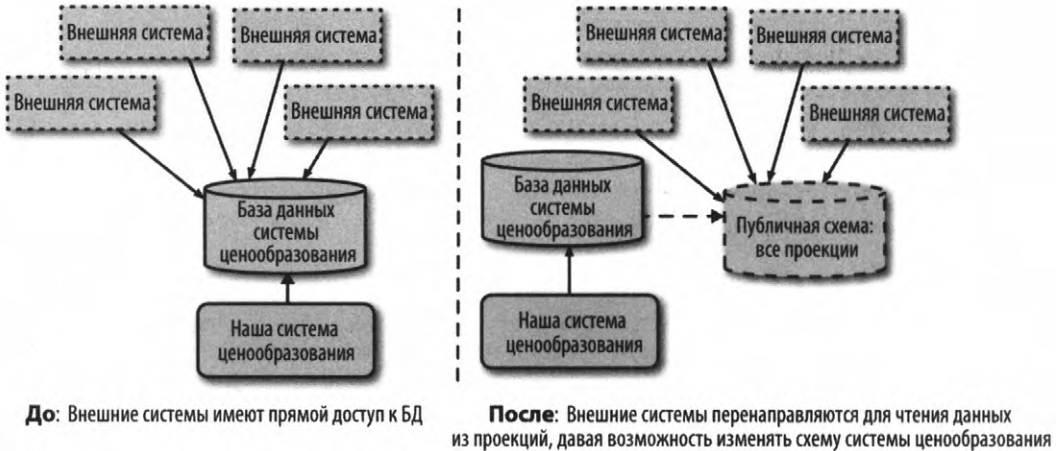 Внешняя система
Внешняя система
Внешняя система
Внешняя система
База данных
системы
ценообразования
Наша система
ценообразования
До: Внешние системы имеют прямой доступ к БД
Внешняя система
Внешняя система
Внешняя система
Внешняя система
База данных
системы
ценообразования
Публичная схема:
все проекции
Наша система
ценообразования
После: Внешние системы перенаправляются для чтения данных
из проекций, давая возможность изменять схему системы ценообразования